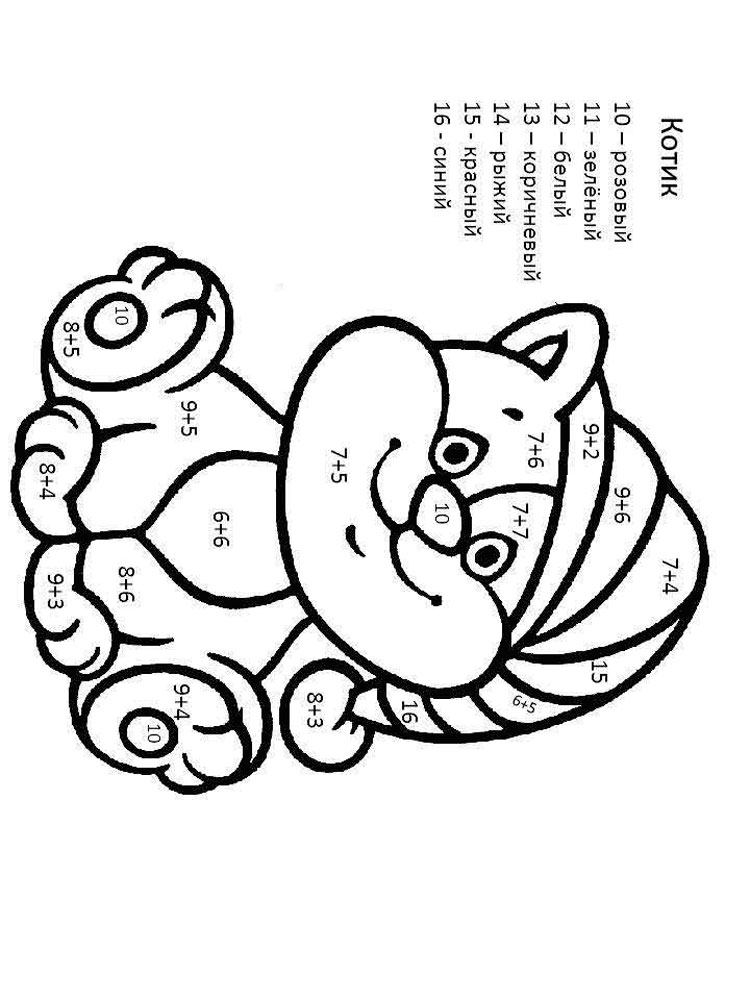 Котик
10 – розовый
11 – зелёный
12 – белый
13 – коричневый
14 – рыжий
15 - красный
16 - синий
7+4
9+6
9+2
15
7+6
7+7
6+5
10
16
7+5
8+3
6+6
9+5
9+4
8+6
10
10
8+5
8+4
9+3